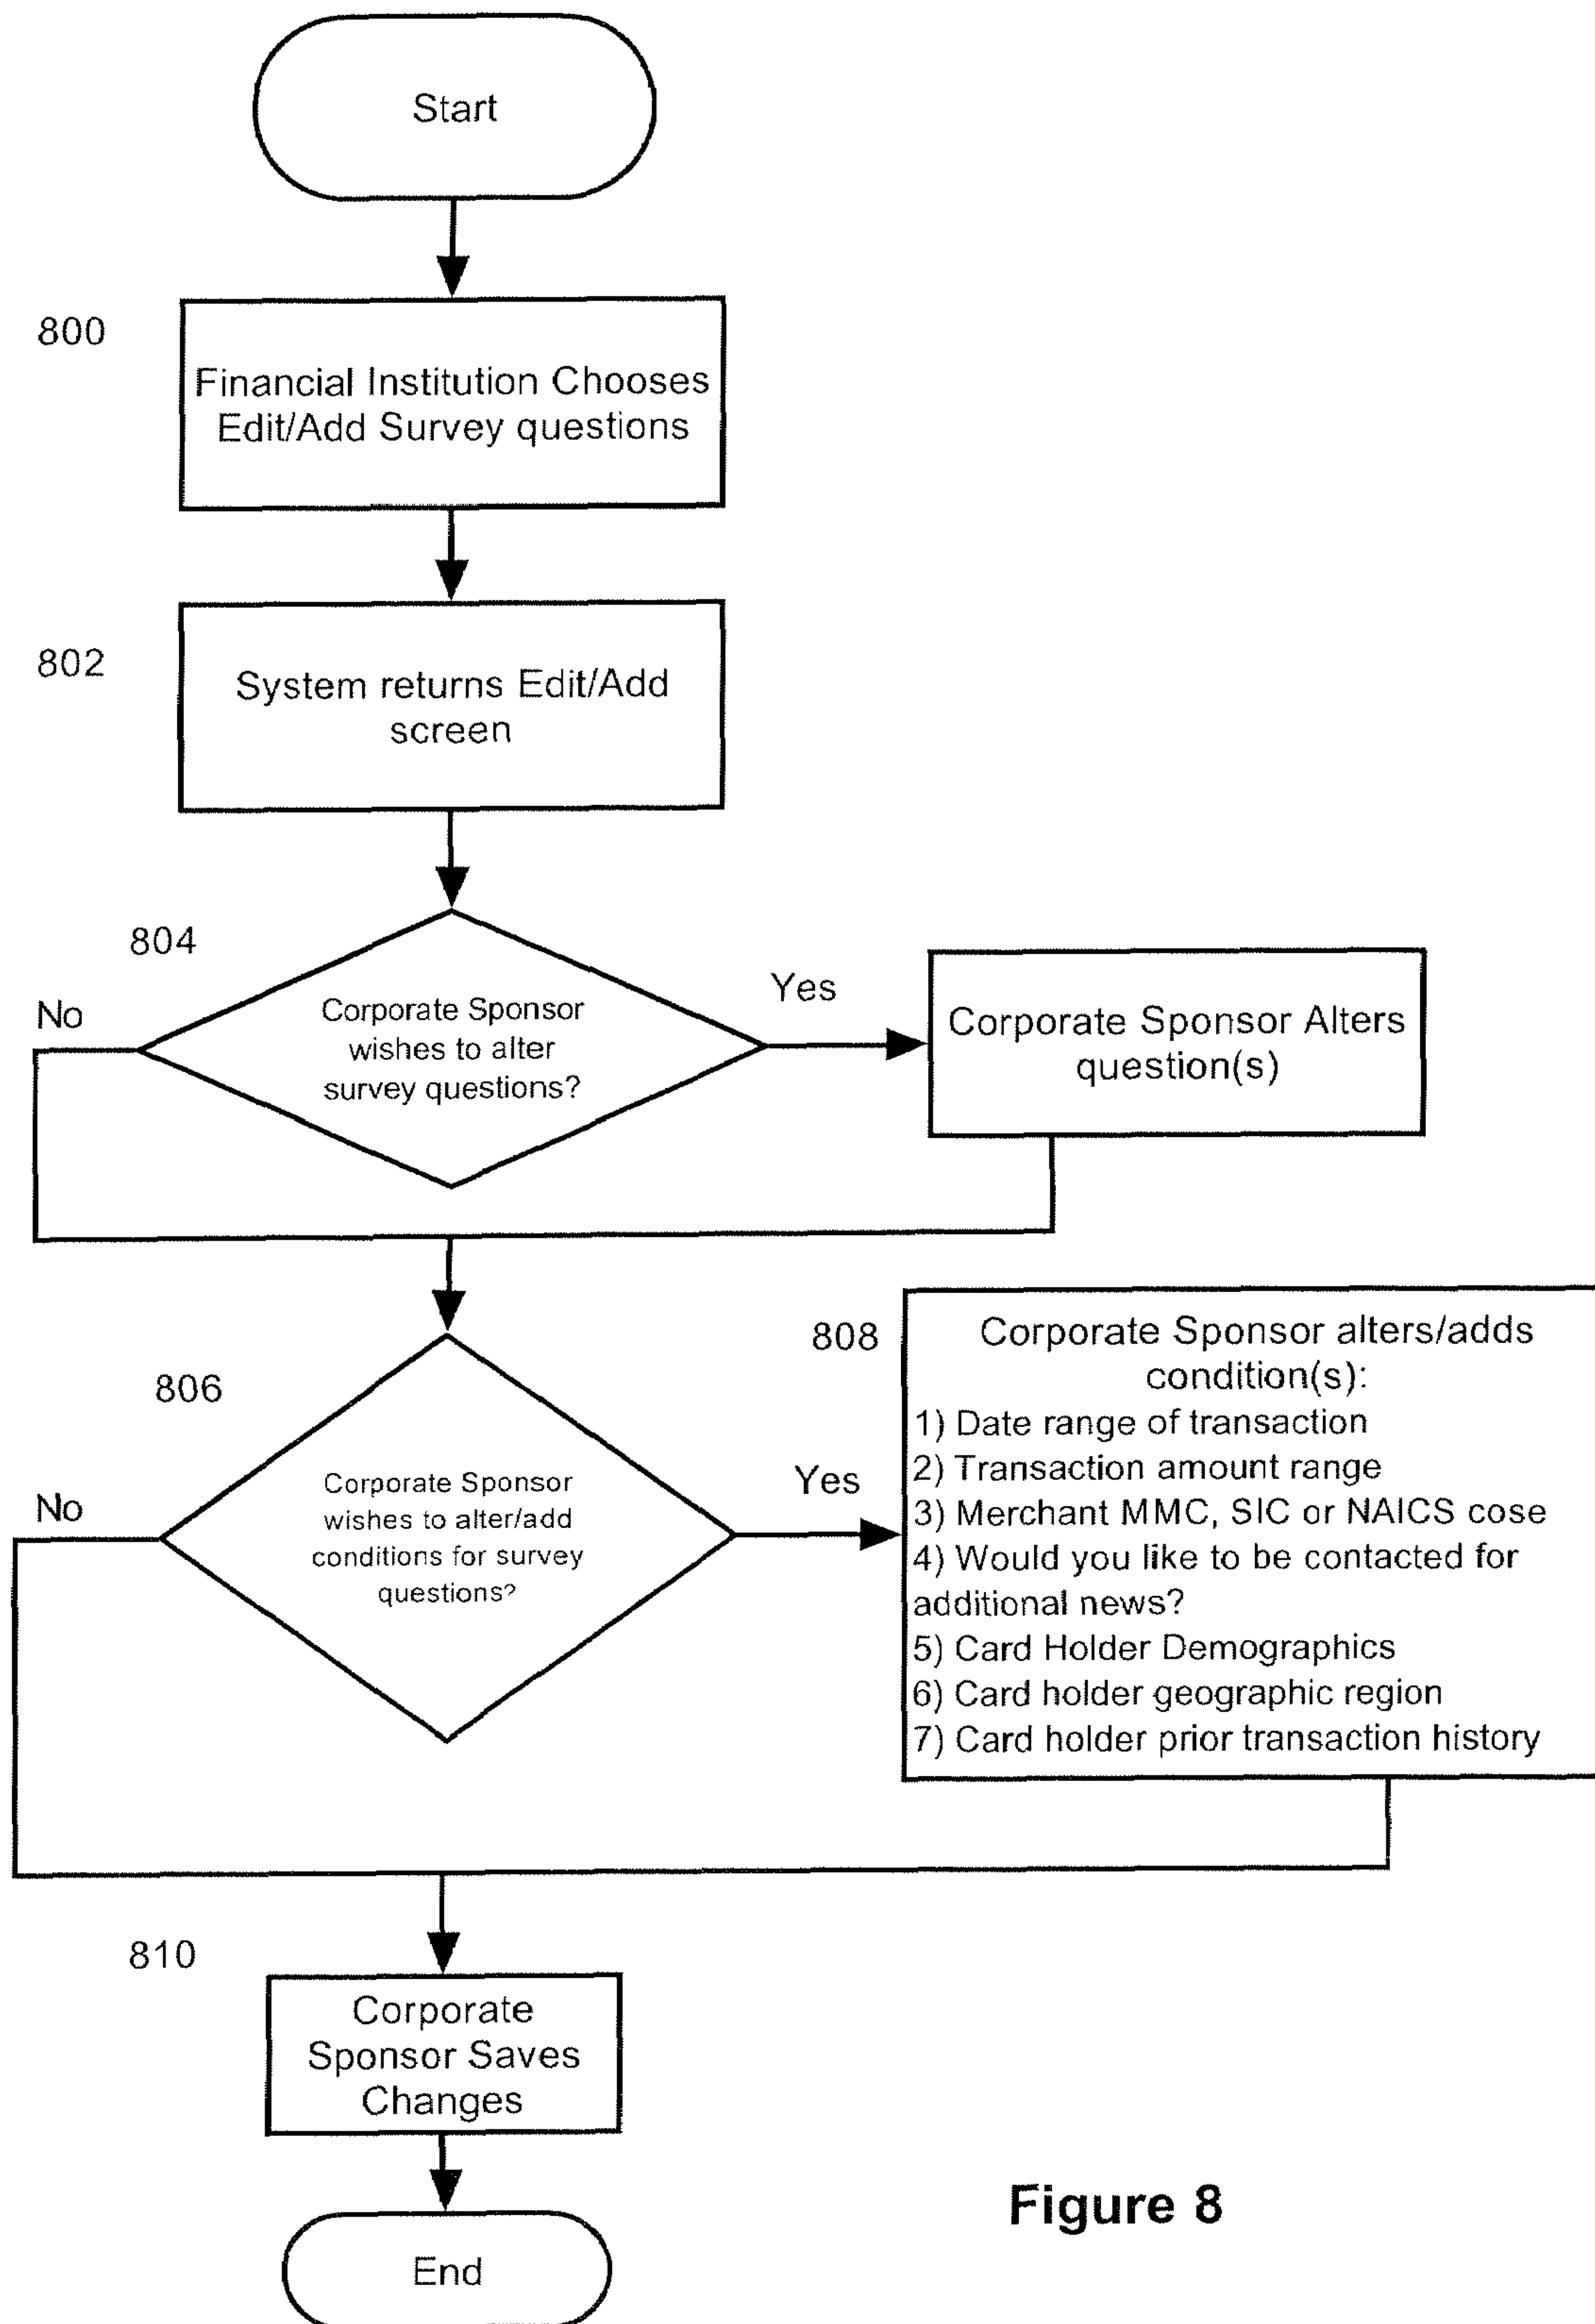 Start
800
Financial Institution Chooses
Edit/Add Survey questions
802
System returns Edit/Add
screen
804
No
Corporate Sponsor
wishes to alter
survey questions?
Yes
Corporate Sponsor Alters
question(s)
806
No
Corporate Sponsor
wishes to alter/add
conditions for survey
questions?
Yes
808
Corporate Sponsor alters/adds
condition(s):
1) Date range of transaction
2) Transaction amount range
3) Merchant MMC, SIC or NAICS cose
4) Would you like to be contacted for
additional news?
5) Card Holder Demographics
6) Card holder geographic region
7) Card holder prior transaction history
810
Corporate
Sponsor Saves
Changes
End
Figure 8